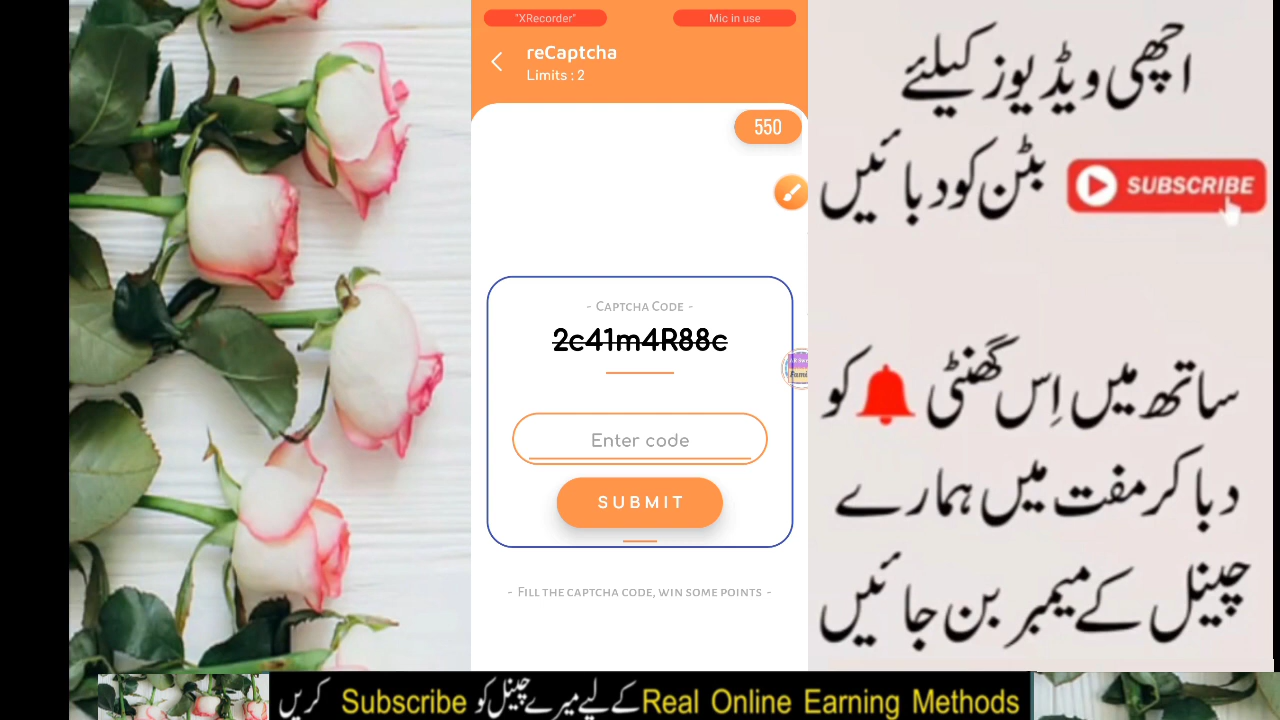 "XRecorder"
Mic in use
reCaptcha
Limits : 2
550
- CAPTCHA CODE -
2c41m4R88c
Enter code
SUBMIT
- FILL THE CAPTCHA CODE, WIN SOME POINTS -
اچھی ویڈیوز کیلئے
بٹن کو دبائیں SUBSCRIBE
ساتھ میں اِس گھنٹی کو
دبا کر مفت میں ہمارے
چینل کے میمبر بن جائیں
Real Online Earning Methods کے لیے میرے چینل کو Subscribe کریں